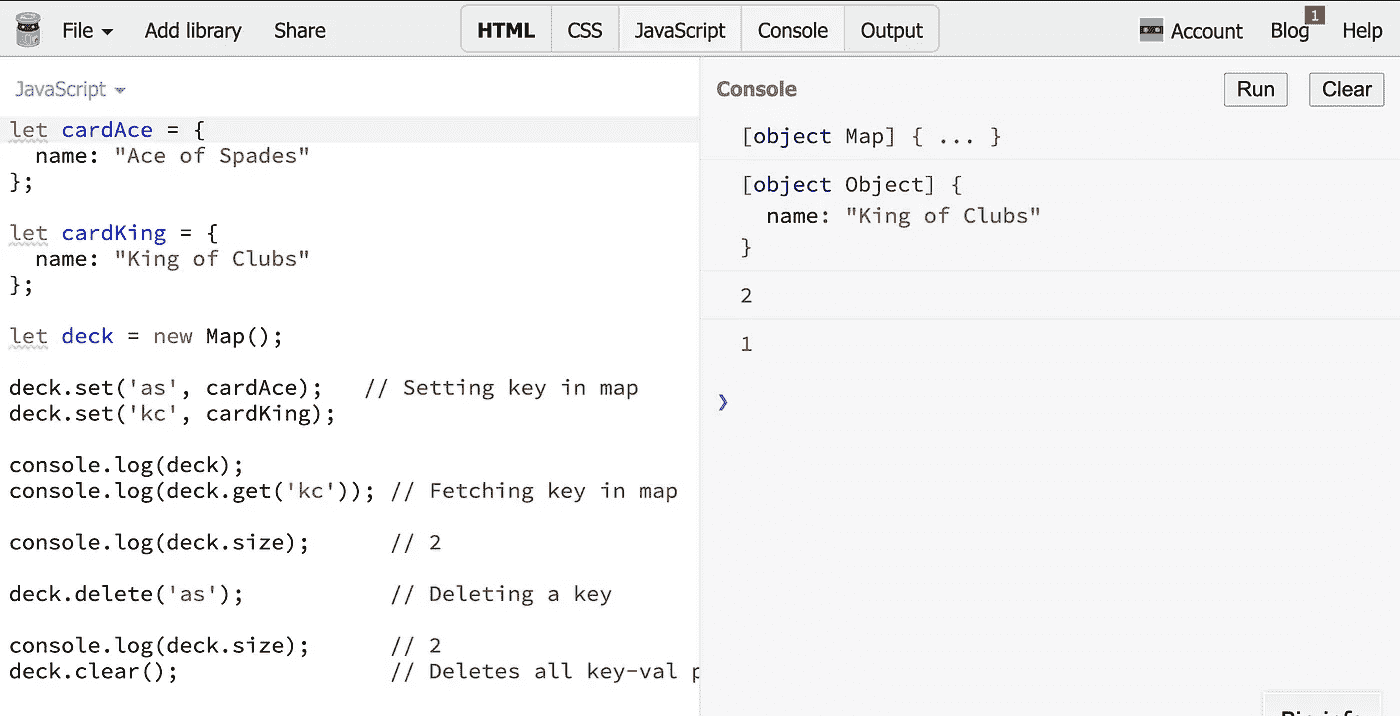 File Add library Share HTML CSS JavaScript Console Output Account Blog 1 Help
JavaScript
let cardAce = {
name: "Ace of Spades"
};
let cardKing = {
name: "King of Clubs"
};
let deck = new Map();
deck.set('as', cardAce); // Setting key in map
deck.set('kc', cardKing);
console.log(deck);
console.log(deck.get('kc')); // Fetching key in map
console.log(deck.size); // 2
deck.delete('as'); // Deleting a key
console.log(deck.size); // 2
deck.clear(); // Deletes all key-val p
Console Run Clear
[object Map] { ... }
[object Object] {
name: "King of Clubs"
}
2
1
❯